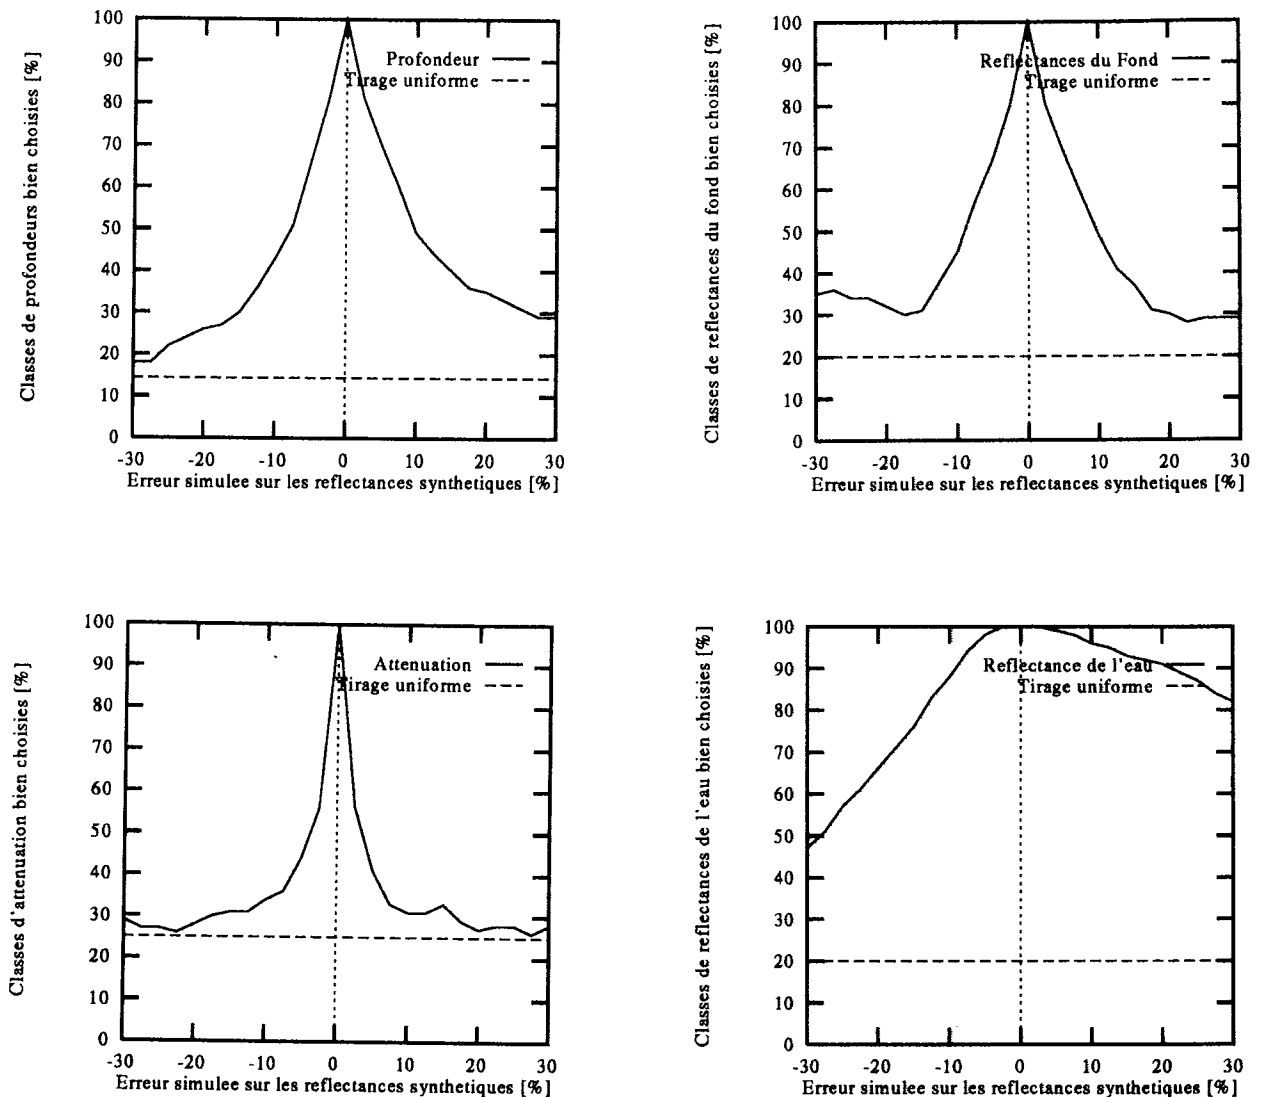 Classes de profondeurs bien choisies [%]
100
90
80
70
60
50
40
30
20
10
0
Profondeur
Tirage uniforme
-30 -20 -10 0 10 20 30
Erreur simulee sur les reflectances synthetiques [%]
Classes de reflectances du fond bien choisies [%]
100
90
80
70
60
50
40
30
20
10
0
Reflectances du Fond
Tirage uniforme
-30 -20 -10 0 10 20 30
Erreur simulee sur les reflectances synthetiques [%]
Classes d'attenuation bien choisies [%]
100
90
80
70
60
50
40
30
20
10
0
Attenuation
Tirage uniforme
-30 -20 -10 0 10 20 30
Erreur simulee sur les reflectances synthetiques [%]
Classes de reflectances de l'eau bien choisies [%]
100
90
80
70
60
50
40
30
20
10
0
Reflectance de l'eau
Tirage uniforme
-30 -20 -10 0 10 20 30
Erreur simulee sur les reflectances synthetiques [%]